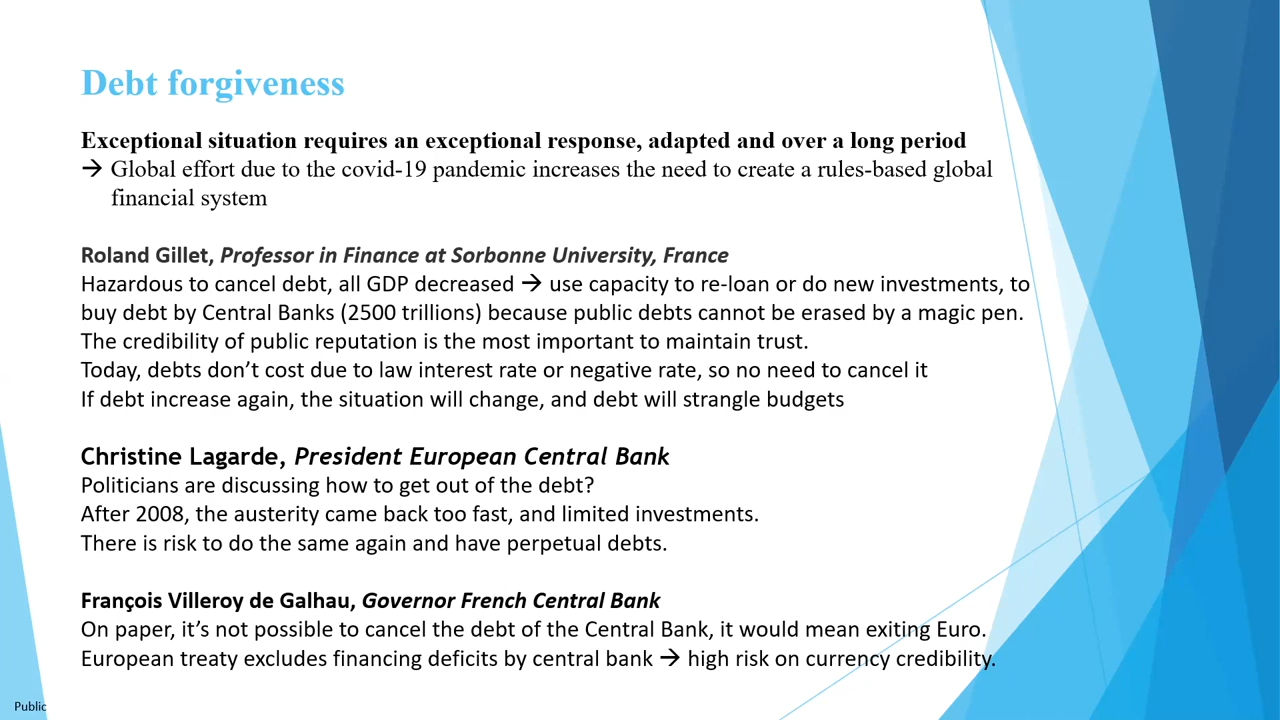 Debt forgiveness
Exceptional situation requires an exceptional response, adapted and over a long period
→ Global effort due to the covid-19 pandemic increases the need to create a rules-based global
financial system
Roland Gillet, Professor in Finance at Sorbonne University, France
Hazardous to cancel debt, all GDP decreased → use capacity to re-loan or do new investments, to
buy debt by Central Banks (2500 trillions) because public debts cannot be erased by a magic pen.
The credibility of public reputation is the most important to maintain trust.
Today, debts don’t cost due to law interest rate or negative rate, so no need to cancel it
If debt increase again, the situation will change, and debt will strangle budgets
Christine Lagarde, President European Central Bank
Politicians are discussing how to get out of the debt?
After 2008, the austerity came back too fast, and limited investments.
There is risk to do the same again and have perpetual debts.
François Villeroy de Galhau, Governor French Central Bank
On paper, it’s not possible to cancel the debt of the Central Bank, it would mean exiting Euro.
European treaty excludes financing deficits by central bank → high risk on currency credibility.
Public